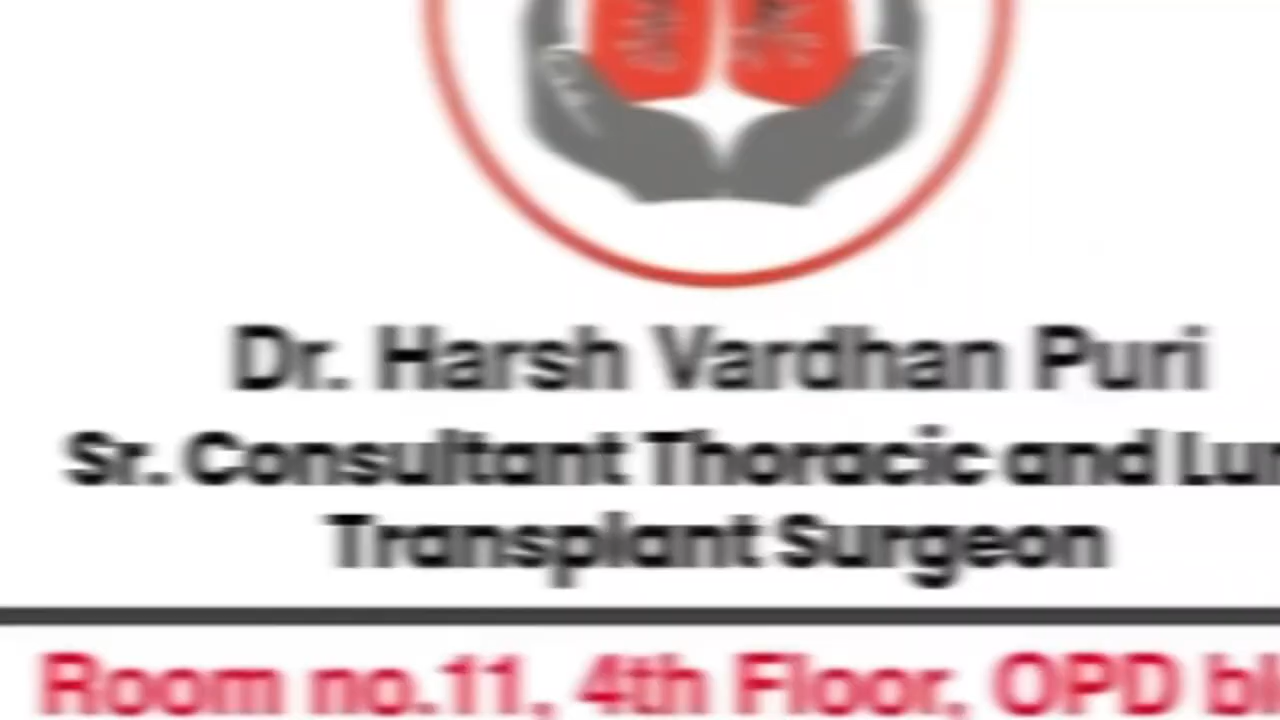 Dr. Harsh Vardhan Puri
Sr. Consultant Thoracic and
Transplant Surgeon
Room no.11, 4th Floor, OPD